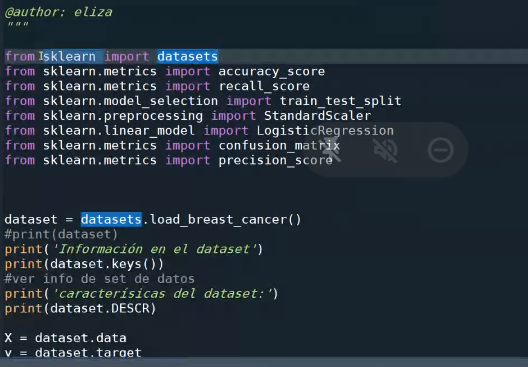 @author: eliza
"""
from sklearn import datasets
from sklearn.metrics import accuracy_score
from sklearn.metrics import recall_score
from sklearn.model_selection import train_test_split
from sklearn.preprocessing import StandardScaler
from sklearn.linear_model import LogisticRegression
from sklearn.metrics import confusion_matrix
from sklearn.metrics import precision_score
dataset = datasets.load_breast_cancer()
#print(dataset)
print('Información en el dataset')
print(dataset.keys())
#ver info de set de datos
print('caracterísicas del dataset:')
print(dataset.DESCR)
X = dataset.data
y = dataset.target